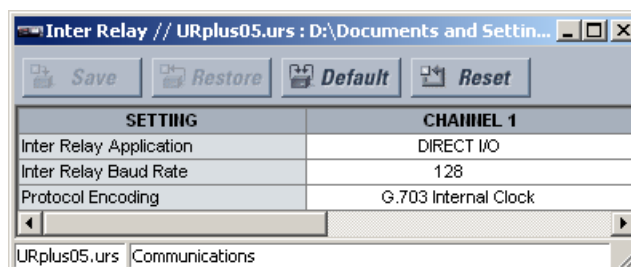 Inter Relay // URplus05.urs : D:\Documents and Settin...
Save Restore Default Reset
SETTING CHANNEL 1
Inter Relay Application DIRECT I/O
Inter Relay Baud Rate 128
Protocol Encoding G.703 Internal Clock
URplus05.urs Communications